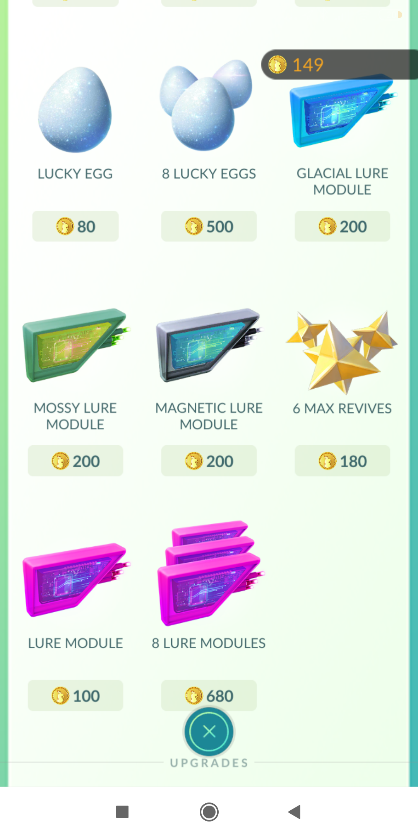 149
LUCKY EGG
8 LUCKY EGGS
GLACIAL LURE
MODULE
80
500
200
MOSSY LURE
MODULE
MAGNETIC LURE
MODULE
6 MAX REVIVES
200
200
180
LURE MODULE
8 LURE MODULES
100
680
UPGRADES